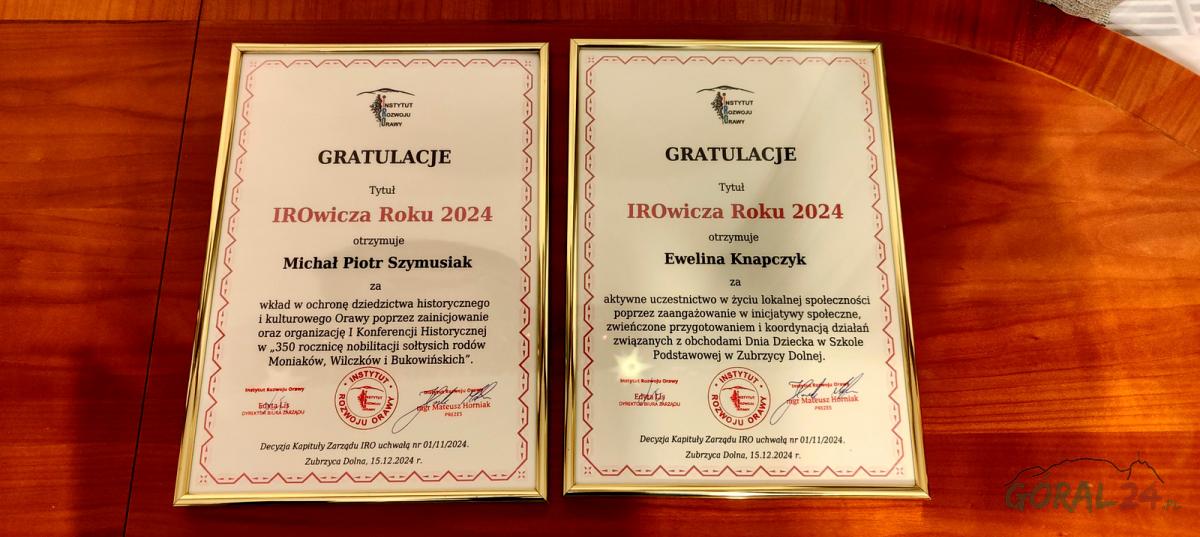 INSTYTUT
ROZWOJU
ORAWY
GRATULACJE
Tytuł
IROwicza Roku 2024
otrzymuje
Michał Piotr Szymusiak
za
wkład w ochronę dziedzictwa historycznego
i kulturowego Orawy poprzez zainicjowanie
oraz organizację I Konferencji Historycznej
w „350 rocznicę nobilitacji sołtysich rodów
Moniaków, Wilczków i Bukowińskich”.
Instytut Rozwoju Orawy
Edyta Lis
DYREKTOR BIURA ZARZĄDU
INSTYTUT
ROZWOJU ORAWY
Instytut Rozwoju Orawy
mgr Mateusz Horniak
PREZES
Decyzja Kapituły Zarządu IRO uchwałą nr 01/11/2024.
Zubrzyca Dolna, 15.12.2024 r.
INSTYTUT
ROZWOJU
ORAWY
GRATULACJE
Tytuł
IROwicza Roku 2024
otrzymuje
Ewelina Knapczyk
za
aktywne uczestnictwo w życiu lokalnej społeczności
poprzez zaangażowanie w inicjatywy społeczne,
zwieńczone przygotowaniem i koordynacją działań
związanych z obchodami Dnia Dziecka w Szkole
Podstawowej w Zubrzycy Dolnej.
Instytut Rozwoju Orawy
Edyta Lis
DYREKTOR BIURA ZARZĄDU
INSTYTUT
ROZWOJU ORAWY
Instytut Rozwoju Orawy
mgr Mateusz Horniak
PREZES
Decyzja Kapituły Zarządu IRO uchwałą nr 01/11/2024.
Zubrzyca Dolna, 15.12.2024 r.
GORAL24.PL